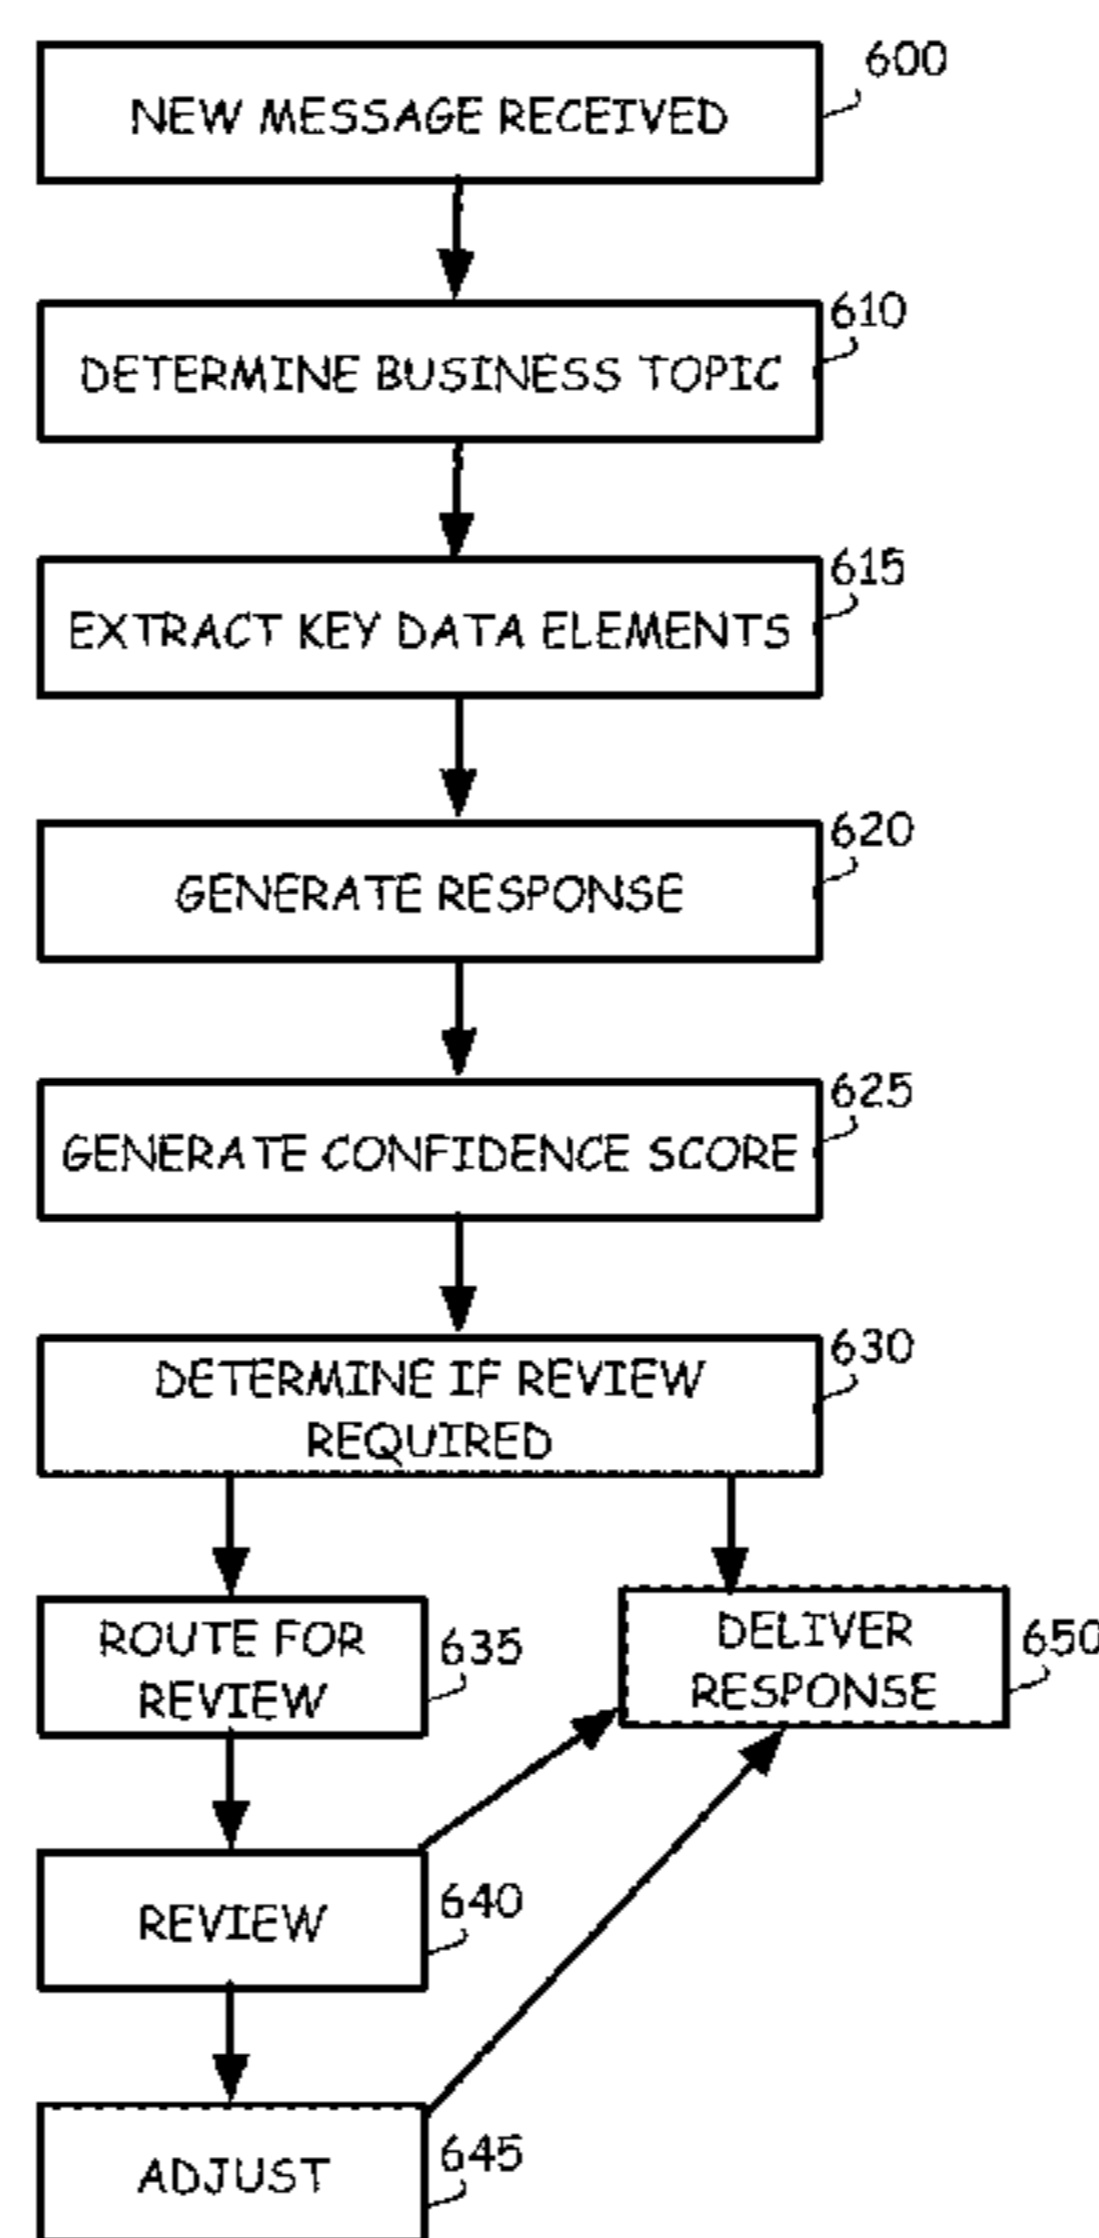 600
NEW MESSAGE RECEIVED
610
DETERMINE BUSINESS TOPIC
615
EXTRACT KEY DATA ELEMENTS
620
GENERATE RESPONSE
625
GENERATE CONFIDENCE SCORE
630
DETERMINE IF REVIEW
REQUIRED
ROUTE FOR
REVIEW
635
DELIVER
RESPONSE
650
REVIEW
640
ADJUST
645